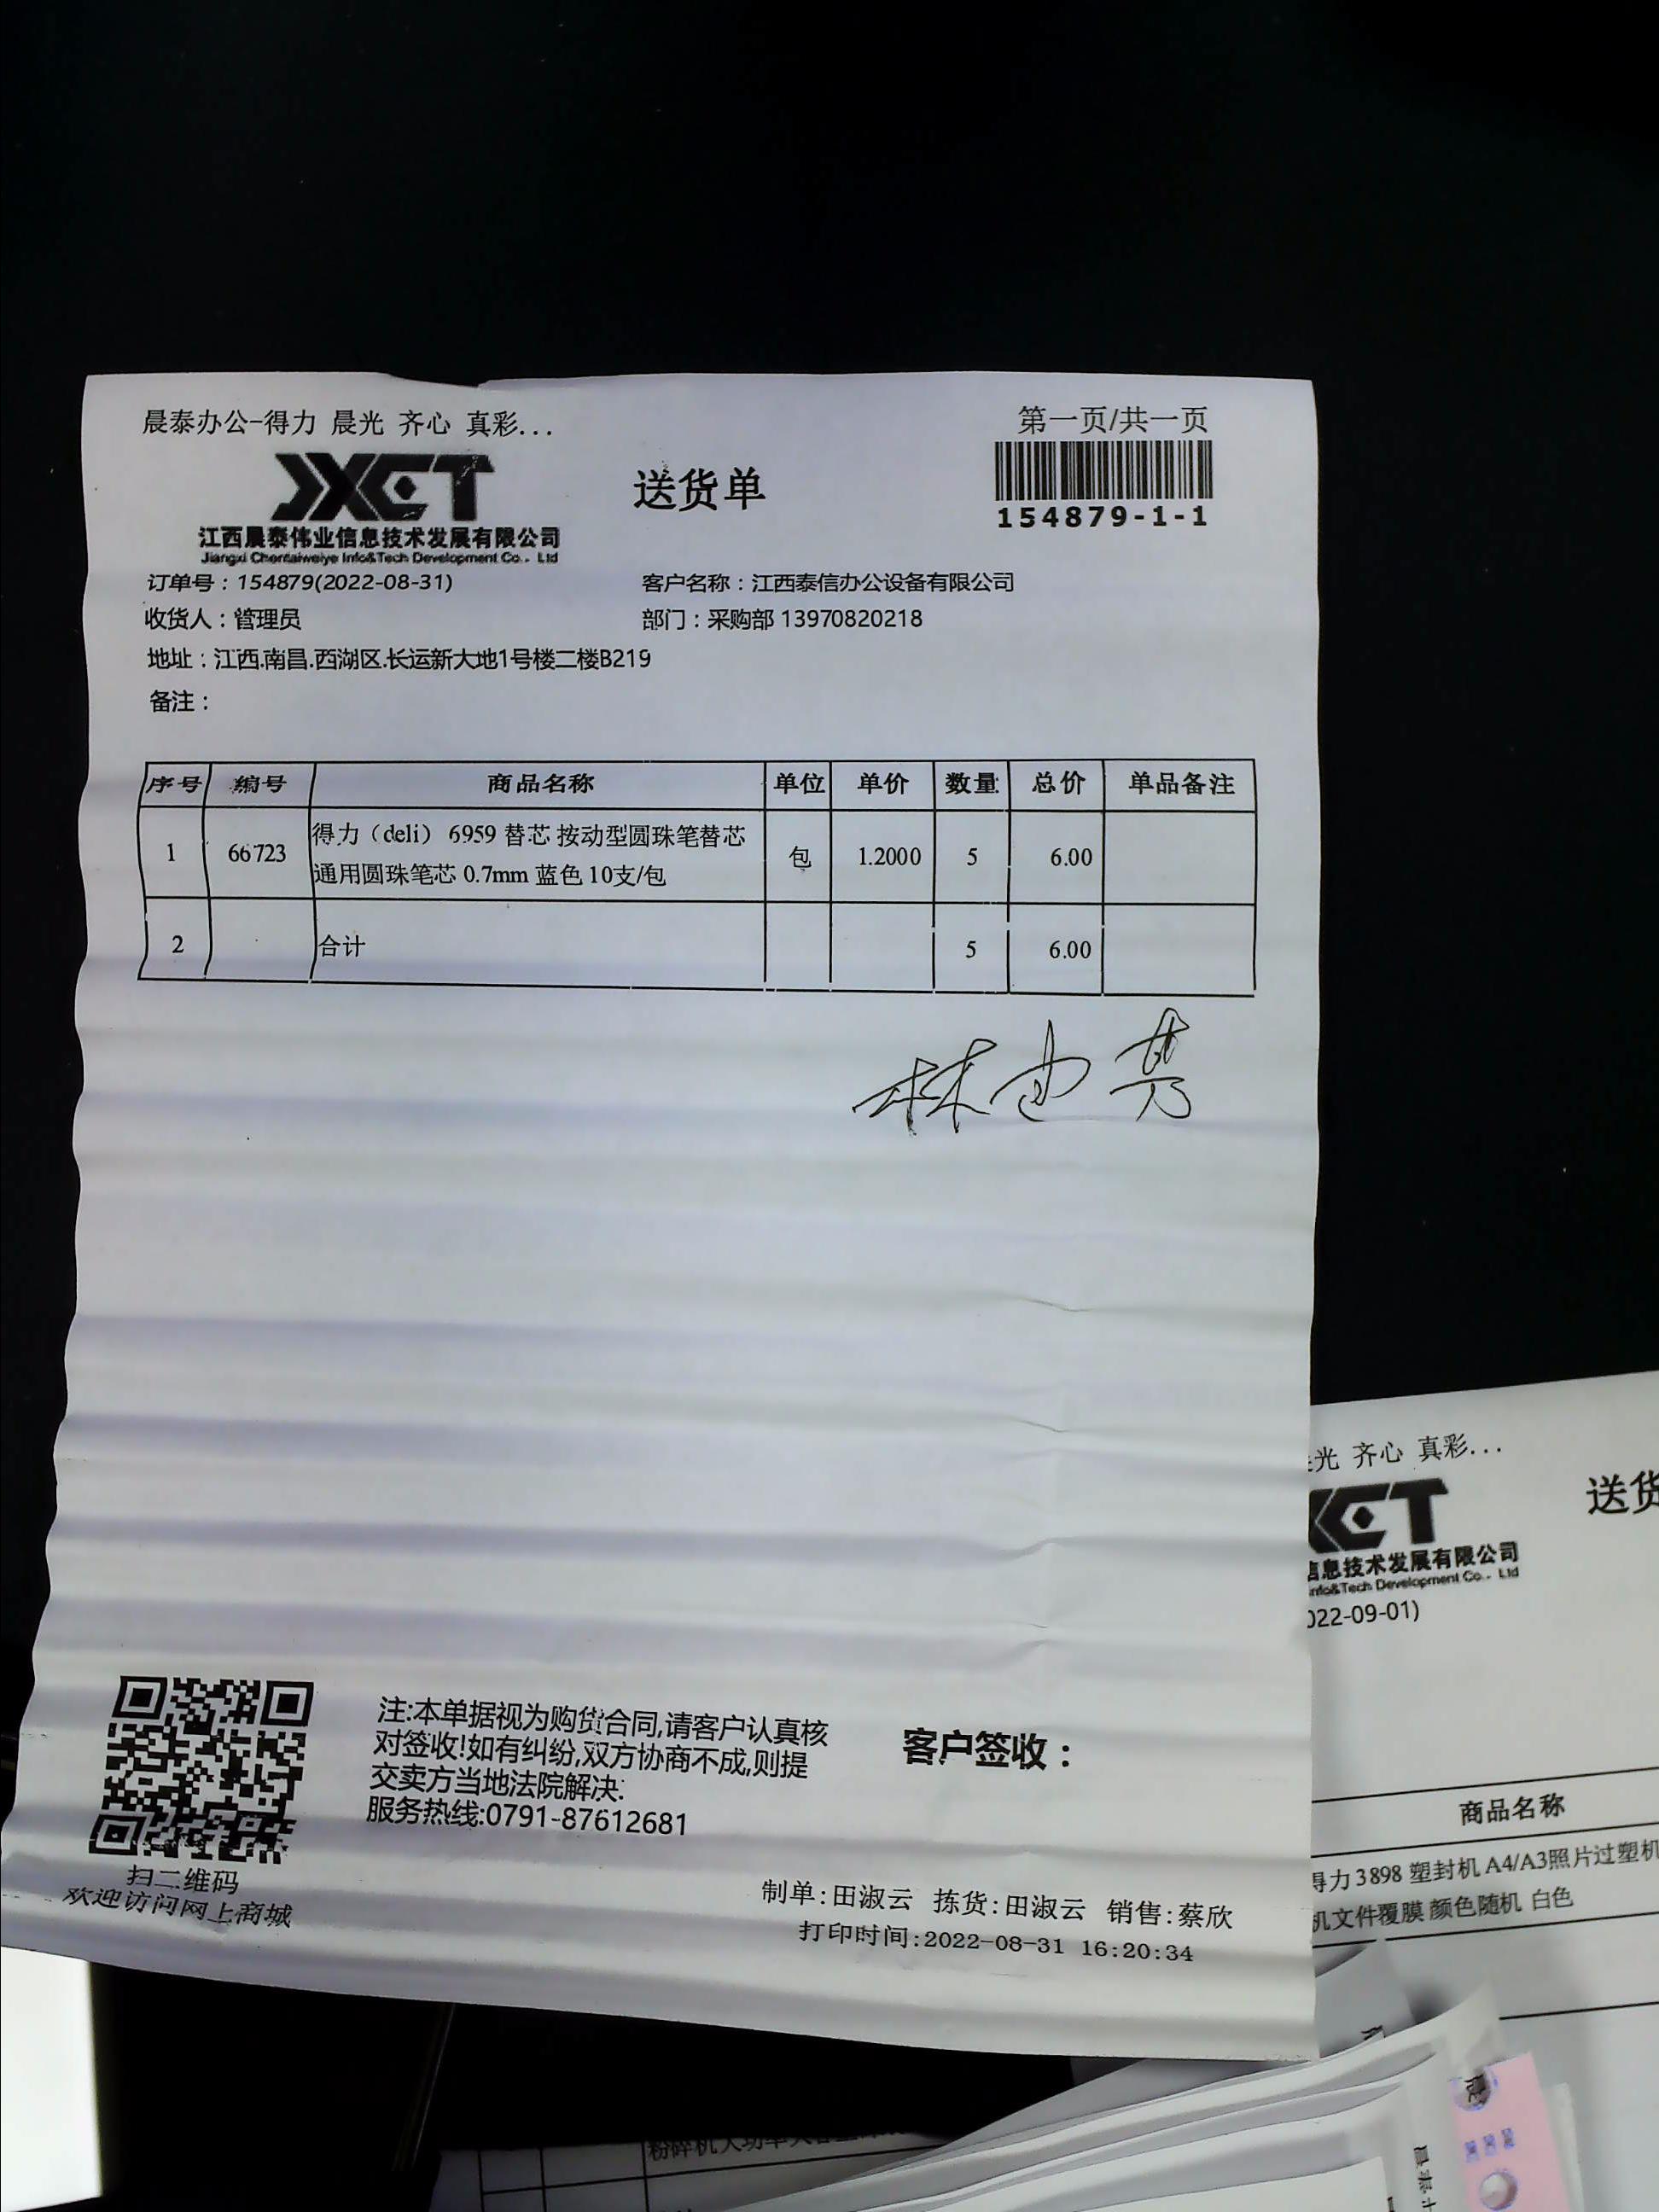 晨泰办公-得力 晨光 齐心 真彩...
第一页/共一页
JXCT
送货单
154879-1-1
江西晨泰伟业信息技术发展有限公司
Jiangxi Chentaiweiye Info&Tech Development Co., Ltd
订单号：154879(2022-08-31)
客户名称：江西泰信办公设备有限公司
收货人：管理员
部门：采购部 13970820218
地址：江西.南昌.西湖区.长运新大地1号楼二楼B219
备注：
序号 编号 商品名称 单位 单价 数量 总价 单品备注
1 66723 得力（deli） 6959 替芯 按动型圆珠笔替芯 包 1.2000 5 6.00
通用圆珠笔芯 0.7mm 蓝色 10支/包
2 合计 5 6.00
林
注:本单据视为购货合同,请客户认真核
对签收!如有纠纷,双方协商不成,则提
交卖方当地法院解决.
服务热线:0791-87612681
客户签收：
扫二维码
欢迎访问网上商城
制单:田淑云 拣货:田淑云 销售:蔡欣
打印时间:2022-08-31 16:20:34
光 齐心 真彩...
送货
信息技术发展有限公司
Info&Tech Development Co., Ltd
022-09-01)
商品名称
得力 3898 塑封机 A4/A3照片过塑机
机文件覆膜 颜色随机 白色